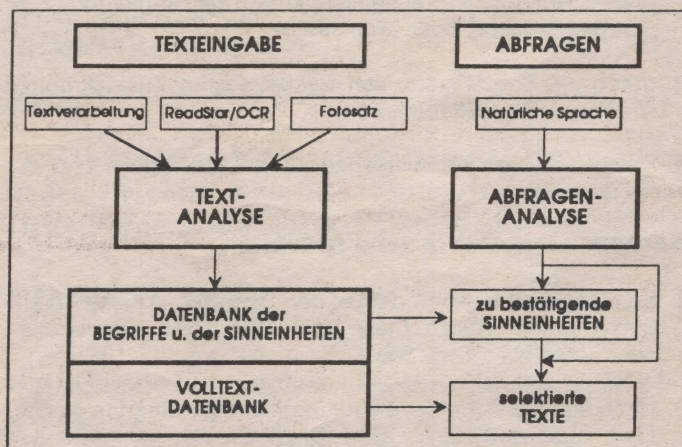 TEXTEINGABE
ABFRAGEN
Textverarbeitung
ReadStar/OCR
Fotosatz
Natürliche Sprache
TEXT-
ANALYSE
ABFRAGEN-
ANALYSE
DATENBANK der
BEGRIFFE u. der SINNEINHEITEN
zu bestätigende
SINNEINHEITEN
VOLLTEXT-
DATENBANK
selektierte
TEXTE